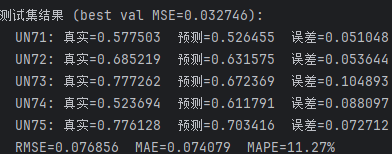 测试集结果 (best val MSE=0.032746):
UN71: 真实=0.577503 预测=0.526455 误差=0.051048
UN72: 真实=0.685219 预测=0.631575 误差=0.053644
UN73: 真实=0.777262 预测=0.672369 误差=0.104893
UN74: 真实=0.523694 预测=0.611791 误差=0.088097
UN75: 真实=0.776128 预测=0.703416 误差=0.072712
RMSE=0.076856 MAE=0.074079 MAPE=11.27%